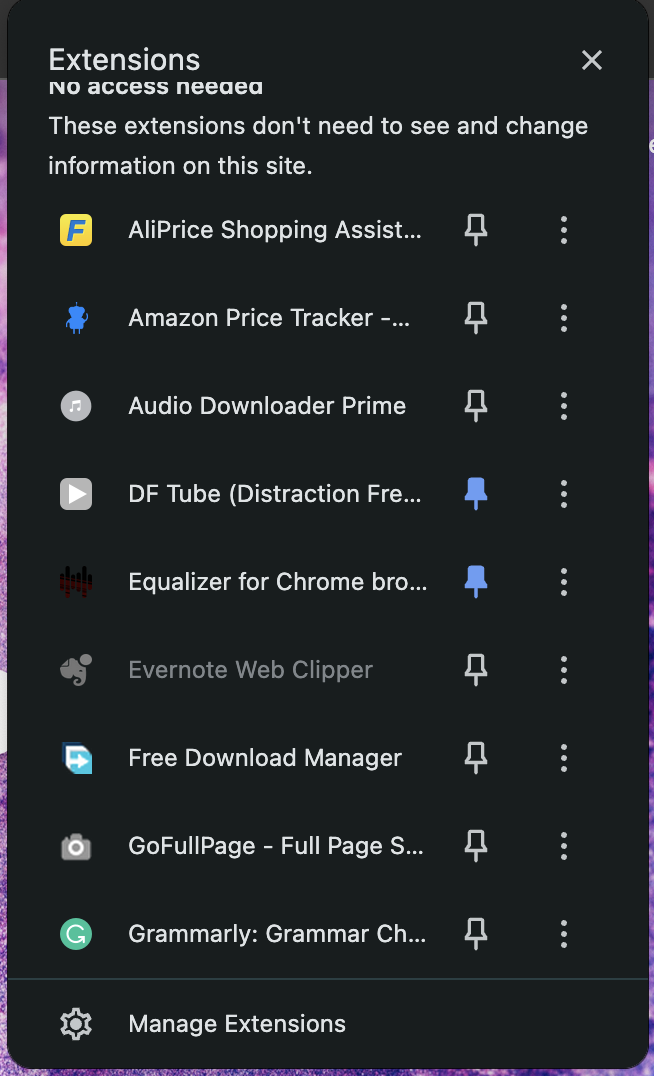 Extensions
No access needed
These extensions don't need to see and change
information on this site.
AliPrice Shopping Assist...
Amazon Price Tracker -...
Audio Downloader Prime
DF Tube (Distraction Fre...
Equalizer for Chrome bro...
Evernote Web Clipper
Free Download Manager
GoFullPage - Full Page S...
Grammarly: Grammar Ch...
Manage Extensions